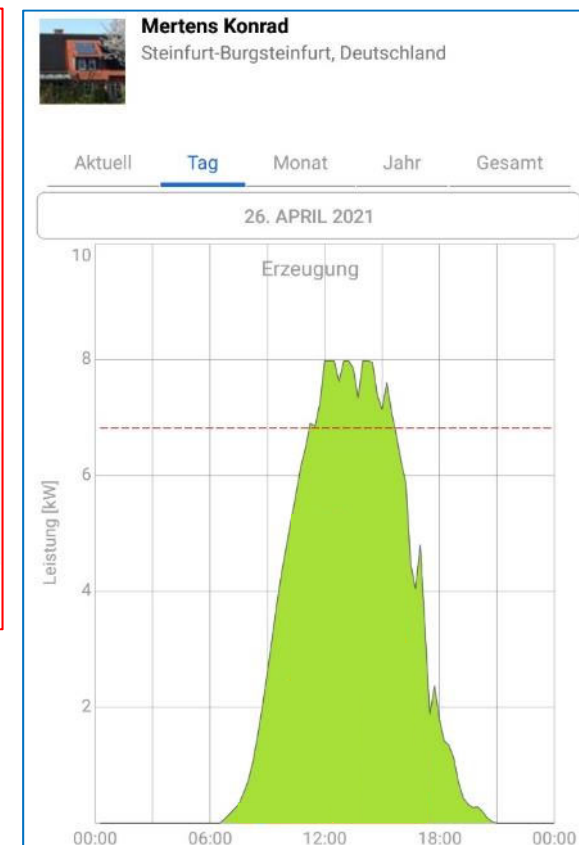 Mertens Konrad
Steinfurt-Burgsteinfurt, Deutschland
Aktuell Tag Monat Jahr Gesamt
26. APRIL 2021
Erzeugung
10
8
6
4
2
Leistung [kW]
00:00 06:00 12:00 18:00 00:00